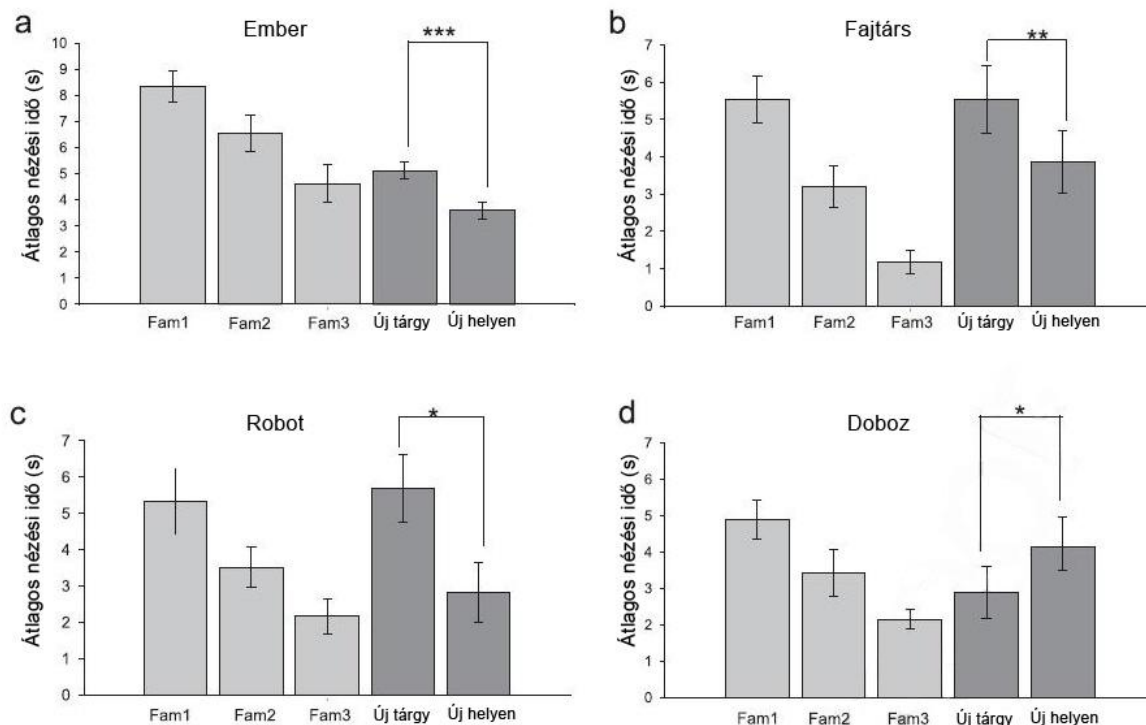 a
Ember
***
Átlagos nézési idő (s)
10
9
8
7
6
5
4
3
2
1
0
Fam1 Fam2 Fam3 Új tárgy Új helyen
b
Fajtárs
**
Átlagos nézési idő (s)
7
6
5
4
3
2
1
0
Fam1 Fam2 Fam3 Új tárgy Új helyen
c
Robot
*
Átlagos nézési idő (s)
7
6
5
4
3
2
1
0
Fam1 Fam2 Fam3 Új tárgy Új helyen
d
Doboz
*
Átlagos nézési idő (s)
7
6
5
4
3
2
1
0
Fam1 Fam2 Fam3 Új tárgy Új helyen